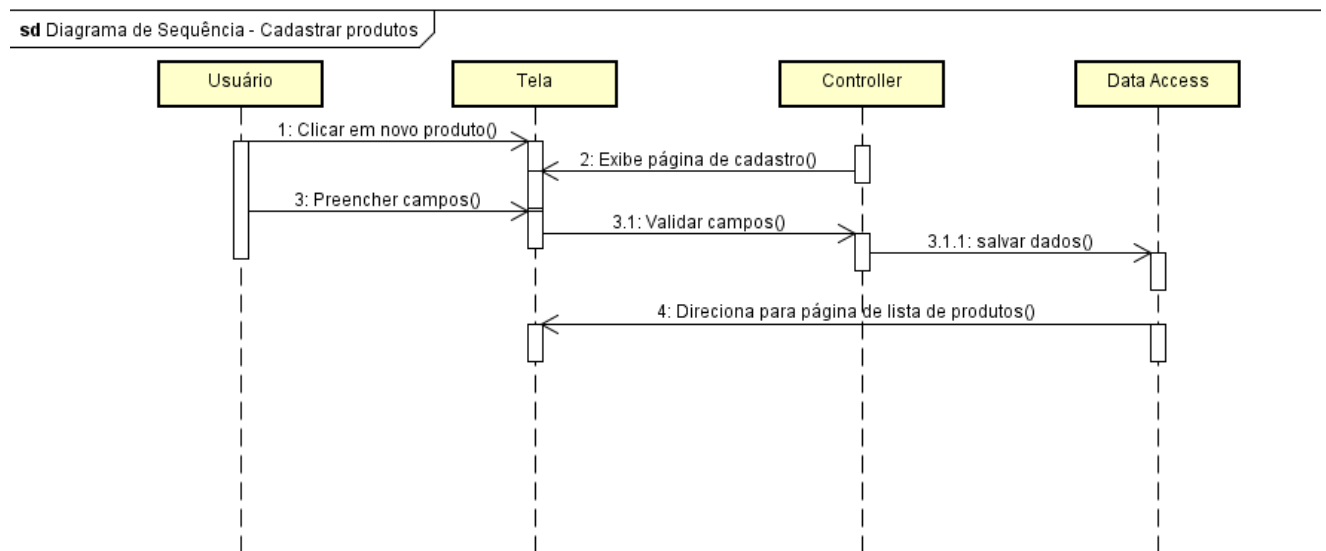 sd Diagrama de Sequência - Cadastrar produtos
Usuário
Tela
Controller
Data Access
1: Clicar em novo produto()
2: Exibe página de cadastro()
3: Preencher campos()
3.1: Validar campos()
3.1.1: salvar dados()
4: Direciona para página de lista de produtos()